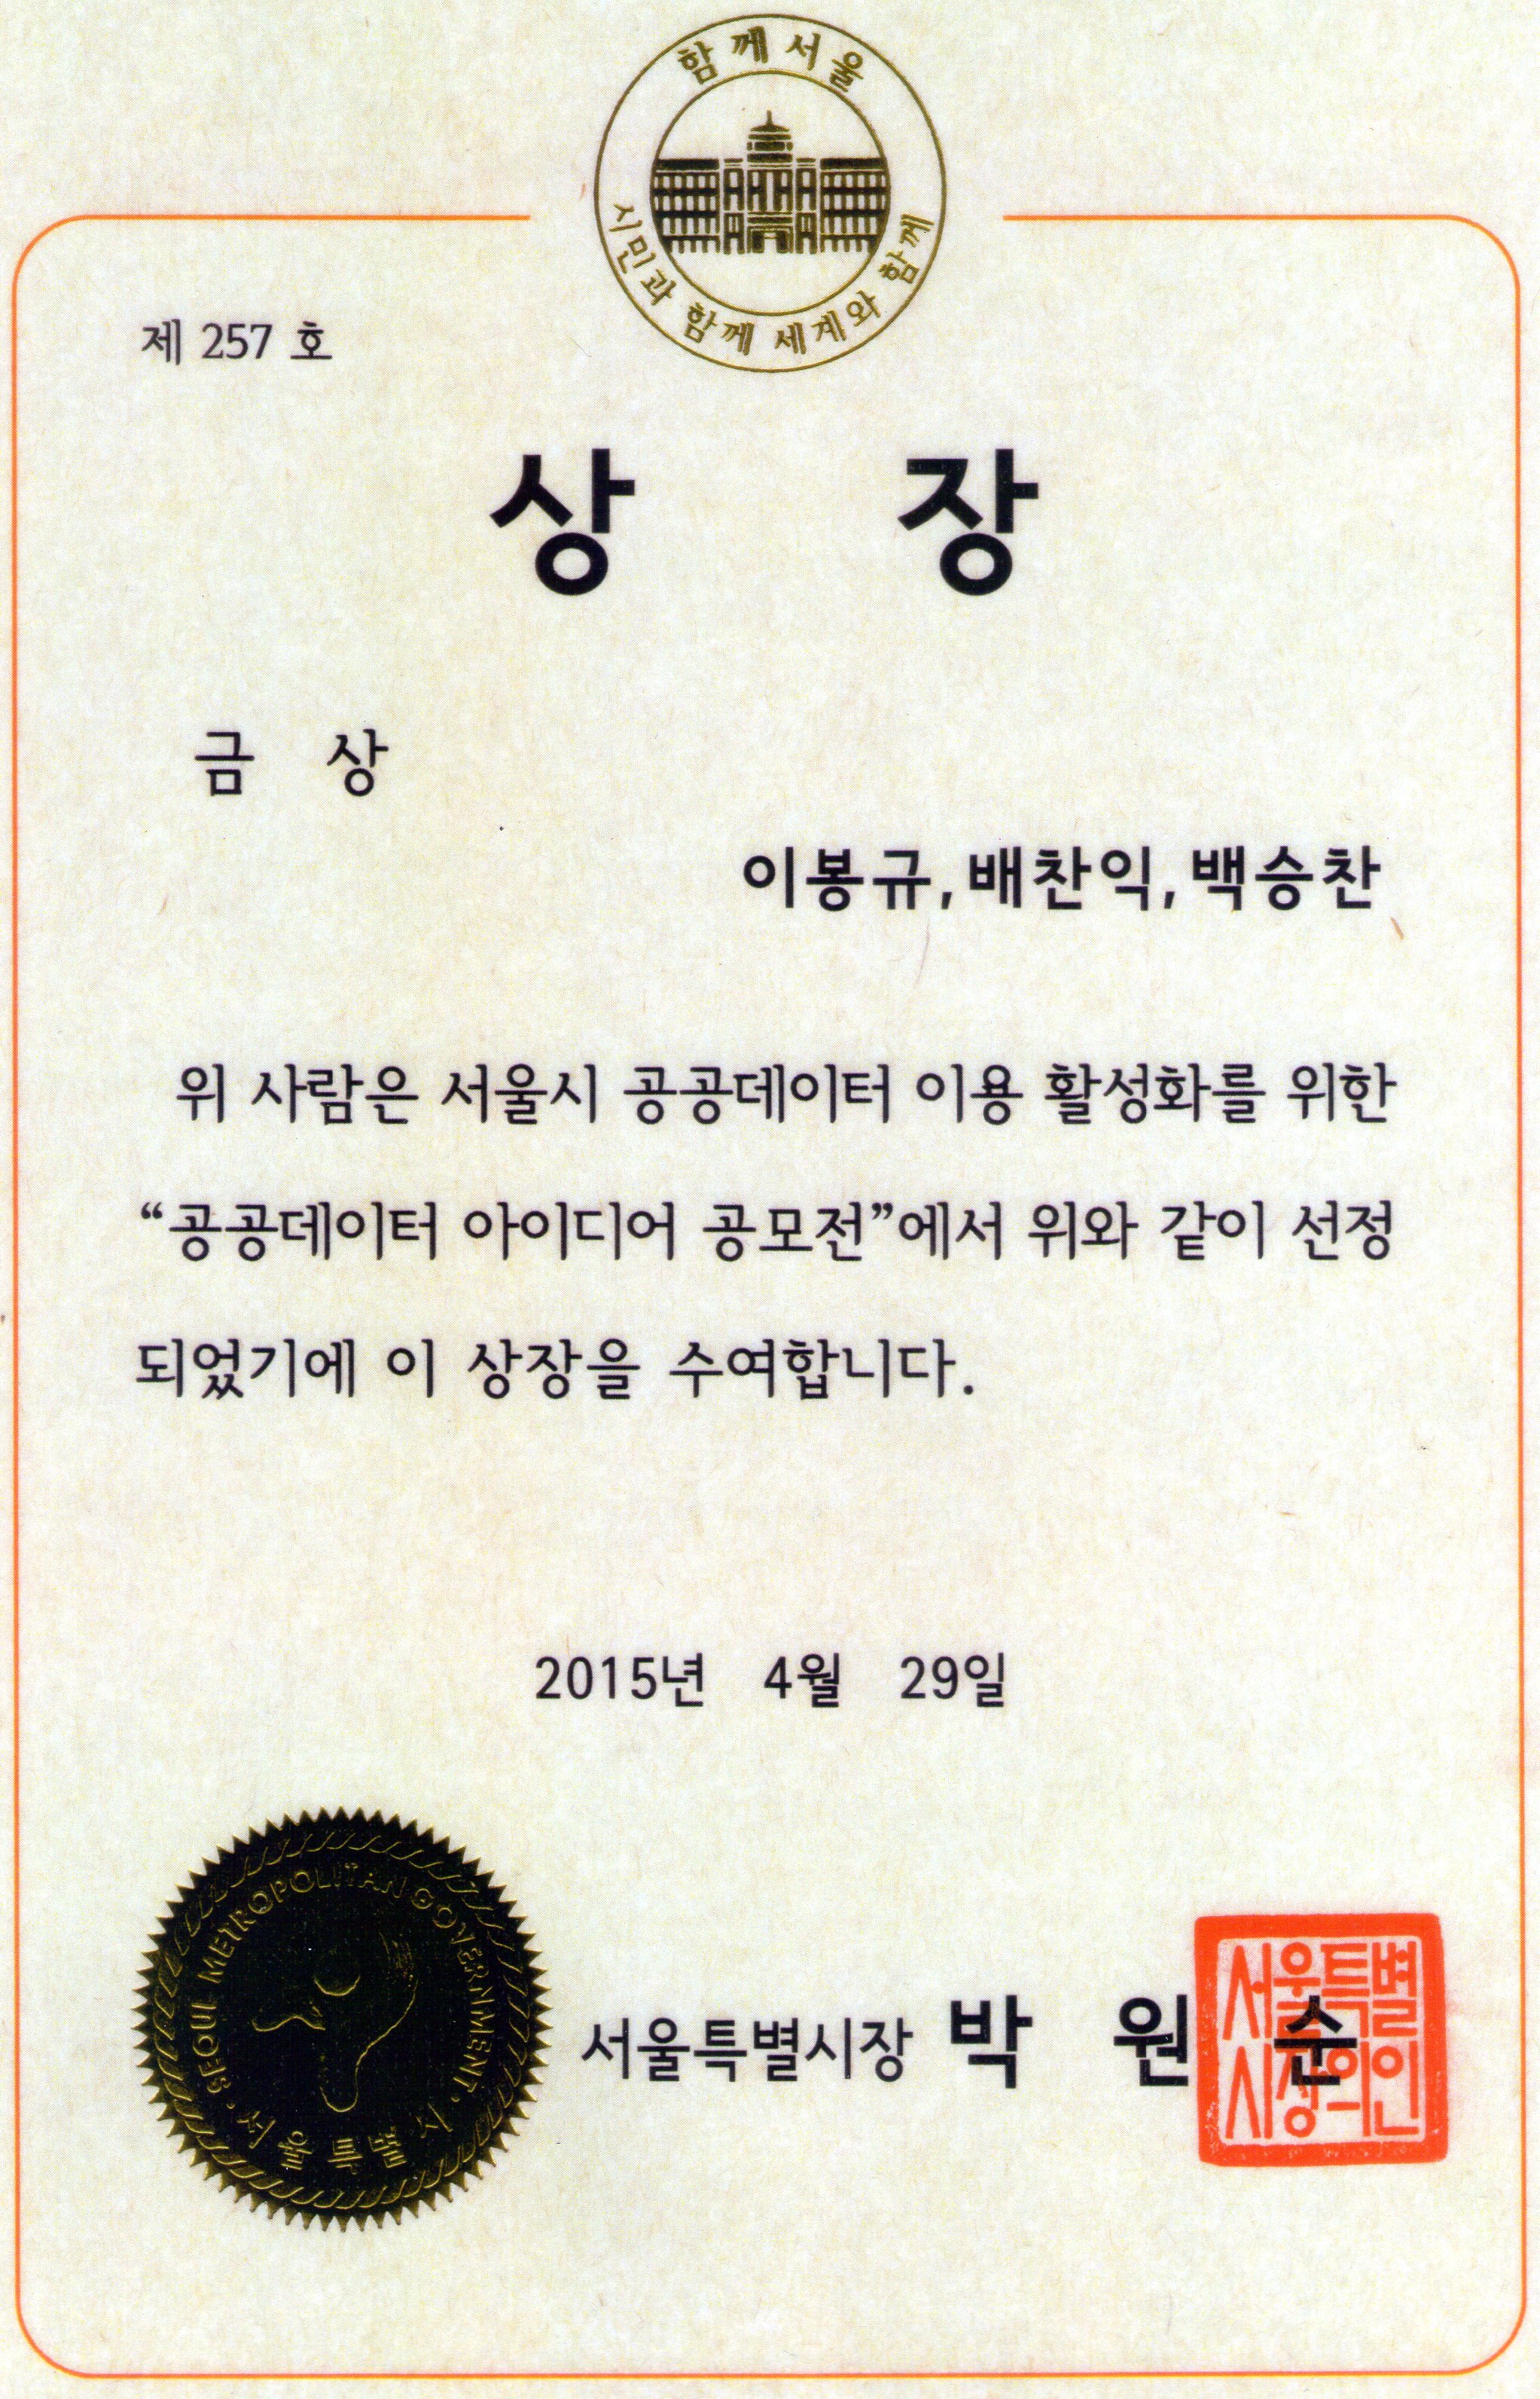 함께서울
시민과 함께 세계와 함께
제 257 호
상 장
금 상
이봉규, 배찬익, 백승찬
위 사람은 서울시 공공데이터 이용 활성화를 위한
“공공데이터 아이디어 공모전”에서 위와 같이 선정
되었기에 이 상장을 수여합니다.
2015년 4월 29일
SEOUL METROPOLITAN GOVERNMENT
서울특별시
서울특별시장 박 원 순
서울특별
시장의인